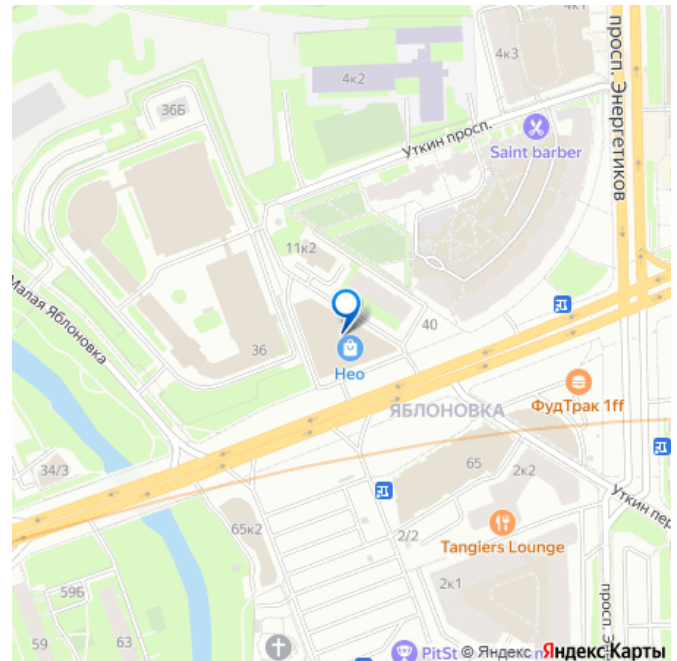 4к1
4к3
просп. Энергетиков
4к2
36Б
Уткин просп.
Saint barber
11к2
Малая Яблоновка
40
36
Нео
ЯБЛОНОВКА
ФудТрак 1ff
34/3
65
2к2
Уткин пер
65к2
2/2
Tangiers Lounge
59Б
2к1
просп. Эн
59
63
PitSt
© Яндекс
Яндекс Карты